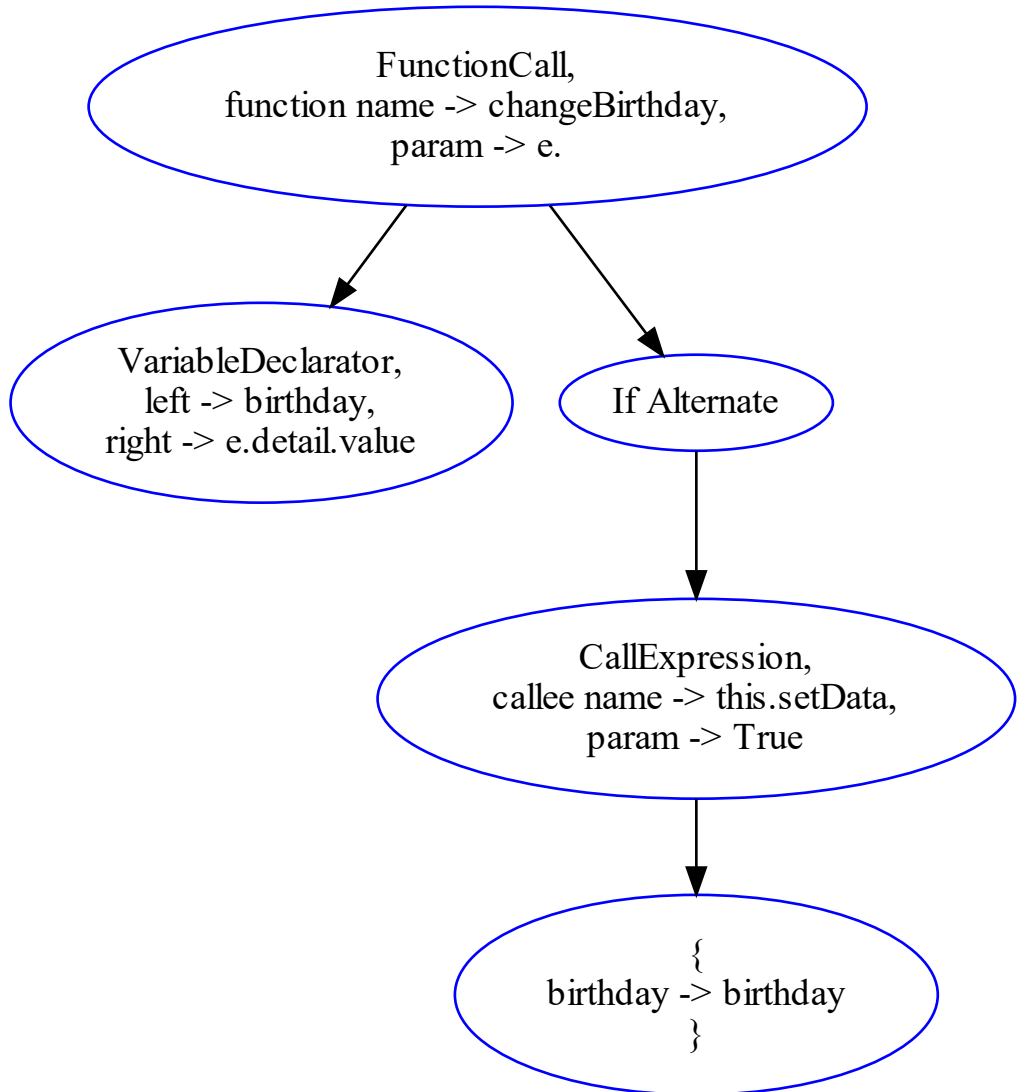 FunctionCall,
function name -> changeBirthday,
param -> e.
VariableDeclarator,
left -> birthday,
right -> e.detail.value
If Alternate
CallExpression,
callee name -> this.setData,
param -> True
{
birthday -> birthday
}